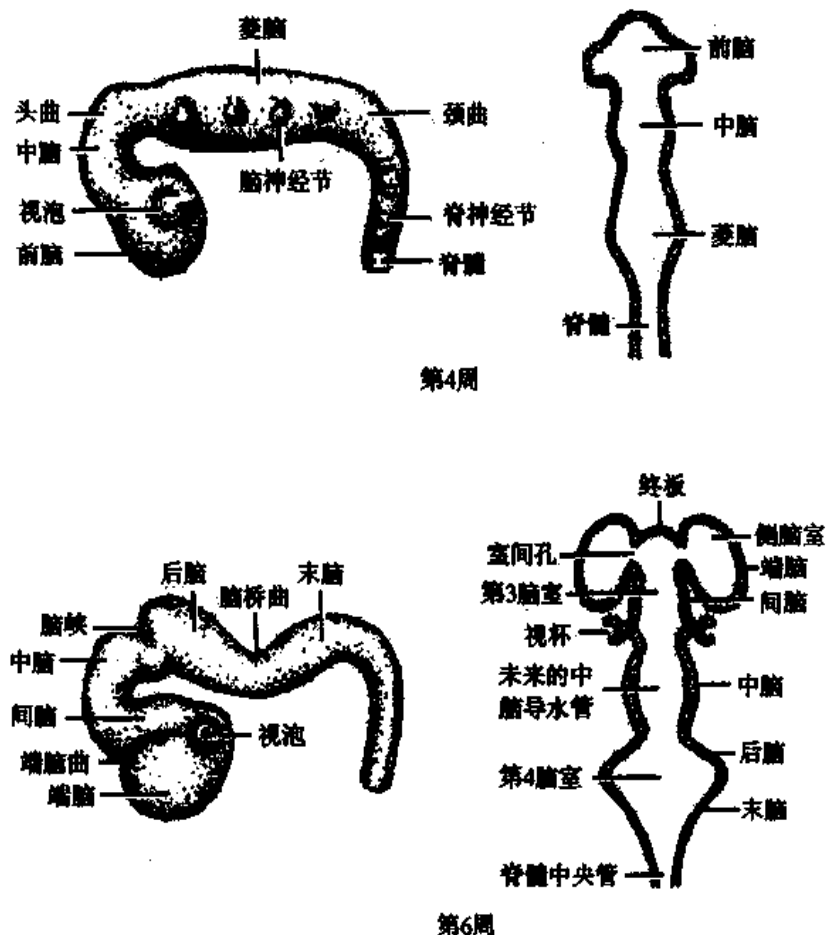 菱脑
头曲
颈曲
中脑
脑神经节
视泡
脊神经节
前脑
脊髓
前脑
中脑
菱脑
脊髓
第4周
后脑
末脑
脑桥曲
脑峡
中脑
间脑
视泡
端脑曲
端脑
终板
侧脑室
室间孔
端脑
第3脑室
间脑
视杯
未来的中
脑导水管
中脑
后脑
第4脑室
末脑
脊髓中央管
第6周